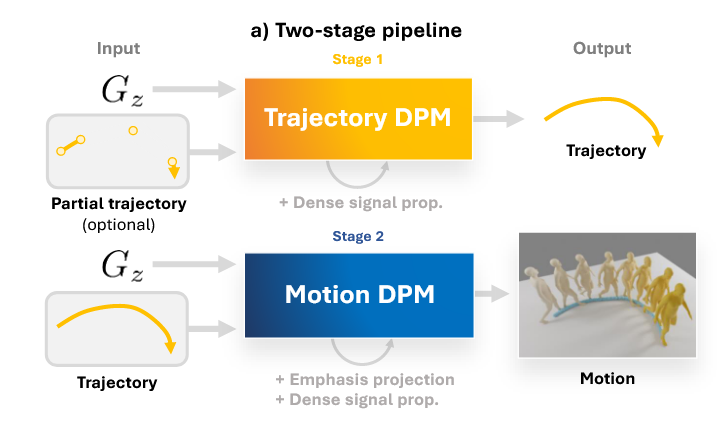 a) Two-stage pipeline
Input
Stage 1
Output
G_z
Trajectory DPM
Trajectory
Partial trajectory
(optional)
+ Dense signal prop.
Stage 2
G_z
Motion DPM
Trajectory
+ Emphasis projection
+ Dense signal prop.
Motion